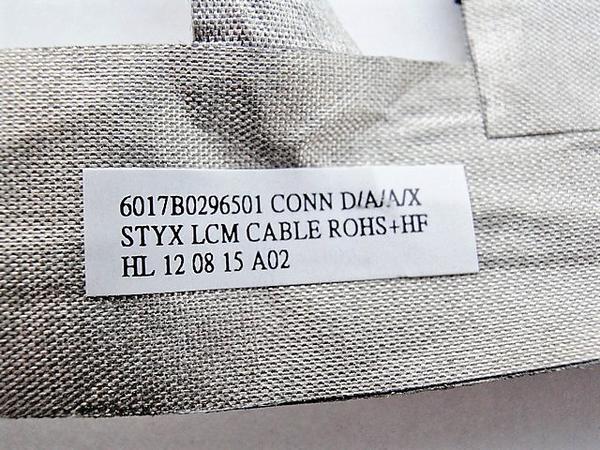 6017B0296501 CONN D/A/A/X
STYX LCM CABLE ROHS+HF
HL 12 08 15 A02